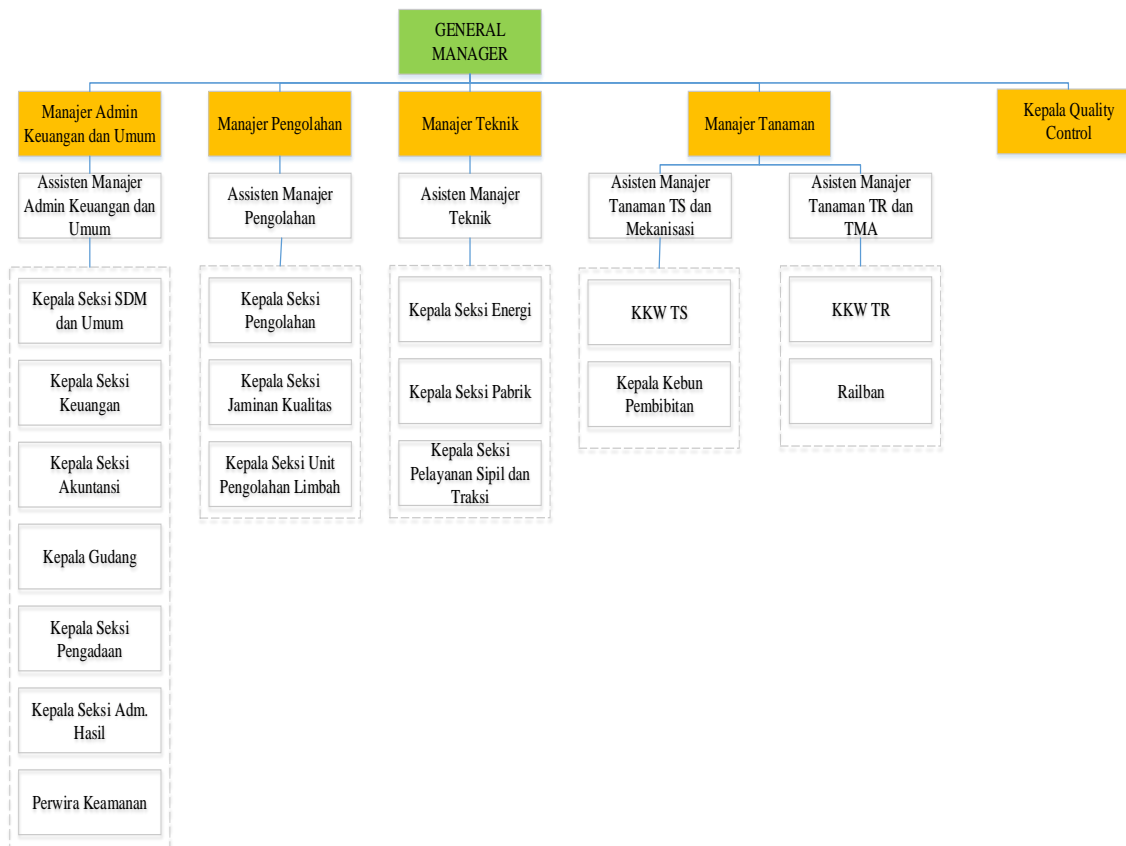 GENERAL
MANAGER
Manajer Admin
Keuangan dan Umum
Manajer Pengolahan
Manajer Teknik
Manajer Tanaman
Kepala Quality
Control
Assisten Manajer
Admin Keuangan dan
Umum
Assisten Manajer
Pengolahan
Asisten Manajer
Teknik
Asisten Manajer
Tanaman TS dan
Mekanisasi
Asisten Manajer
Tanaman TR dan
TMA
Kepala Seksi SDM
dan Umum
Kepala Seksi
Keuangan
Kepala Seksi
Akuntansi
Kepala Gudang
Kepala Seksi
Pengadaan
Kepala Seksi Adm.
Hasil
Perwira Keamanan
Kepala Seksi
Pengolahan
Kepala Seksi
Jaminan Kualitas
Kepala Seksi Unit
Pengolahan Limbah
Kepala Seksi Energi
Kepala Seksi Pabrik
Kepala Seksi
Pelayanan Sipil dan
Traksi
KKW TS
Kepala Kebun
Pembibitan
KKW TR
Railban